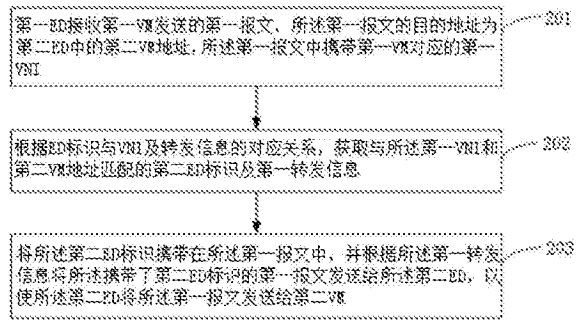 第一ED接收第一VM发送的第一报文，所述第一报文的目的地址为
第二ED中的第二VM地址，所述第一报文中携带第一VM对应的第一
VNI
201
根据ED标识与VNI及转发信息的对应关系，获取与所述第一VNI和
第二VM地址匹配的第二ED标识及第一转发信息
202
将所述第二ED标识携带在所述第一报文中，并根据所述第一转发
信息将所述携带了第二ED标识的第一报文发送给所述第二ED，以
使所述第二ED将所述第一报文发送给第二VM
203